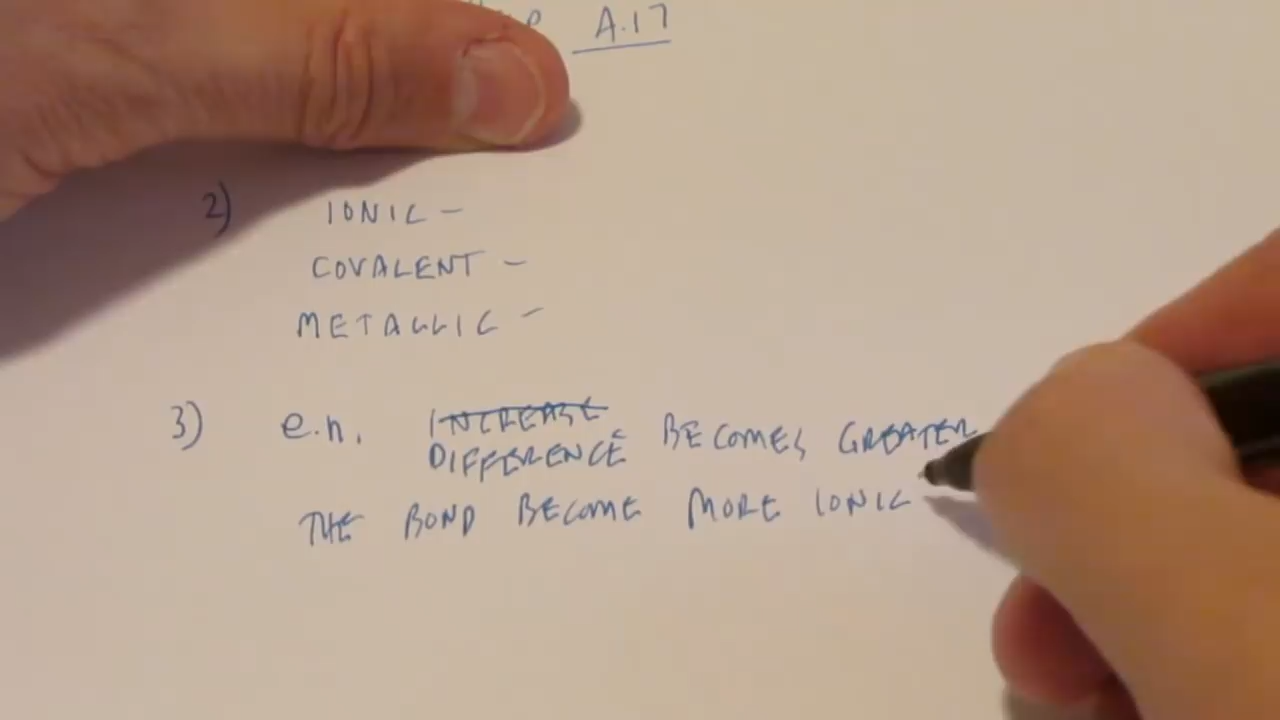 A.17
2) IONIC -
COVALENT -
METALLIC -
3) e.n. INCREASE
DIFFERENCE BECOMES GREATER
THE BOND BECOME MORE IONIC